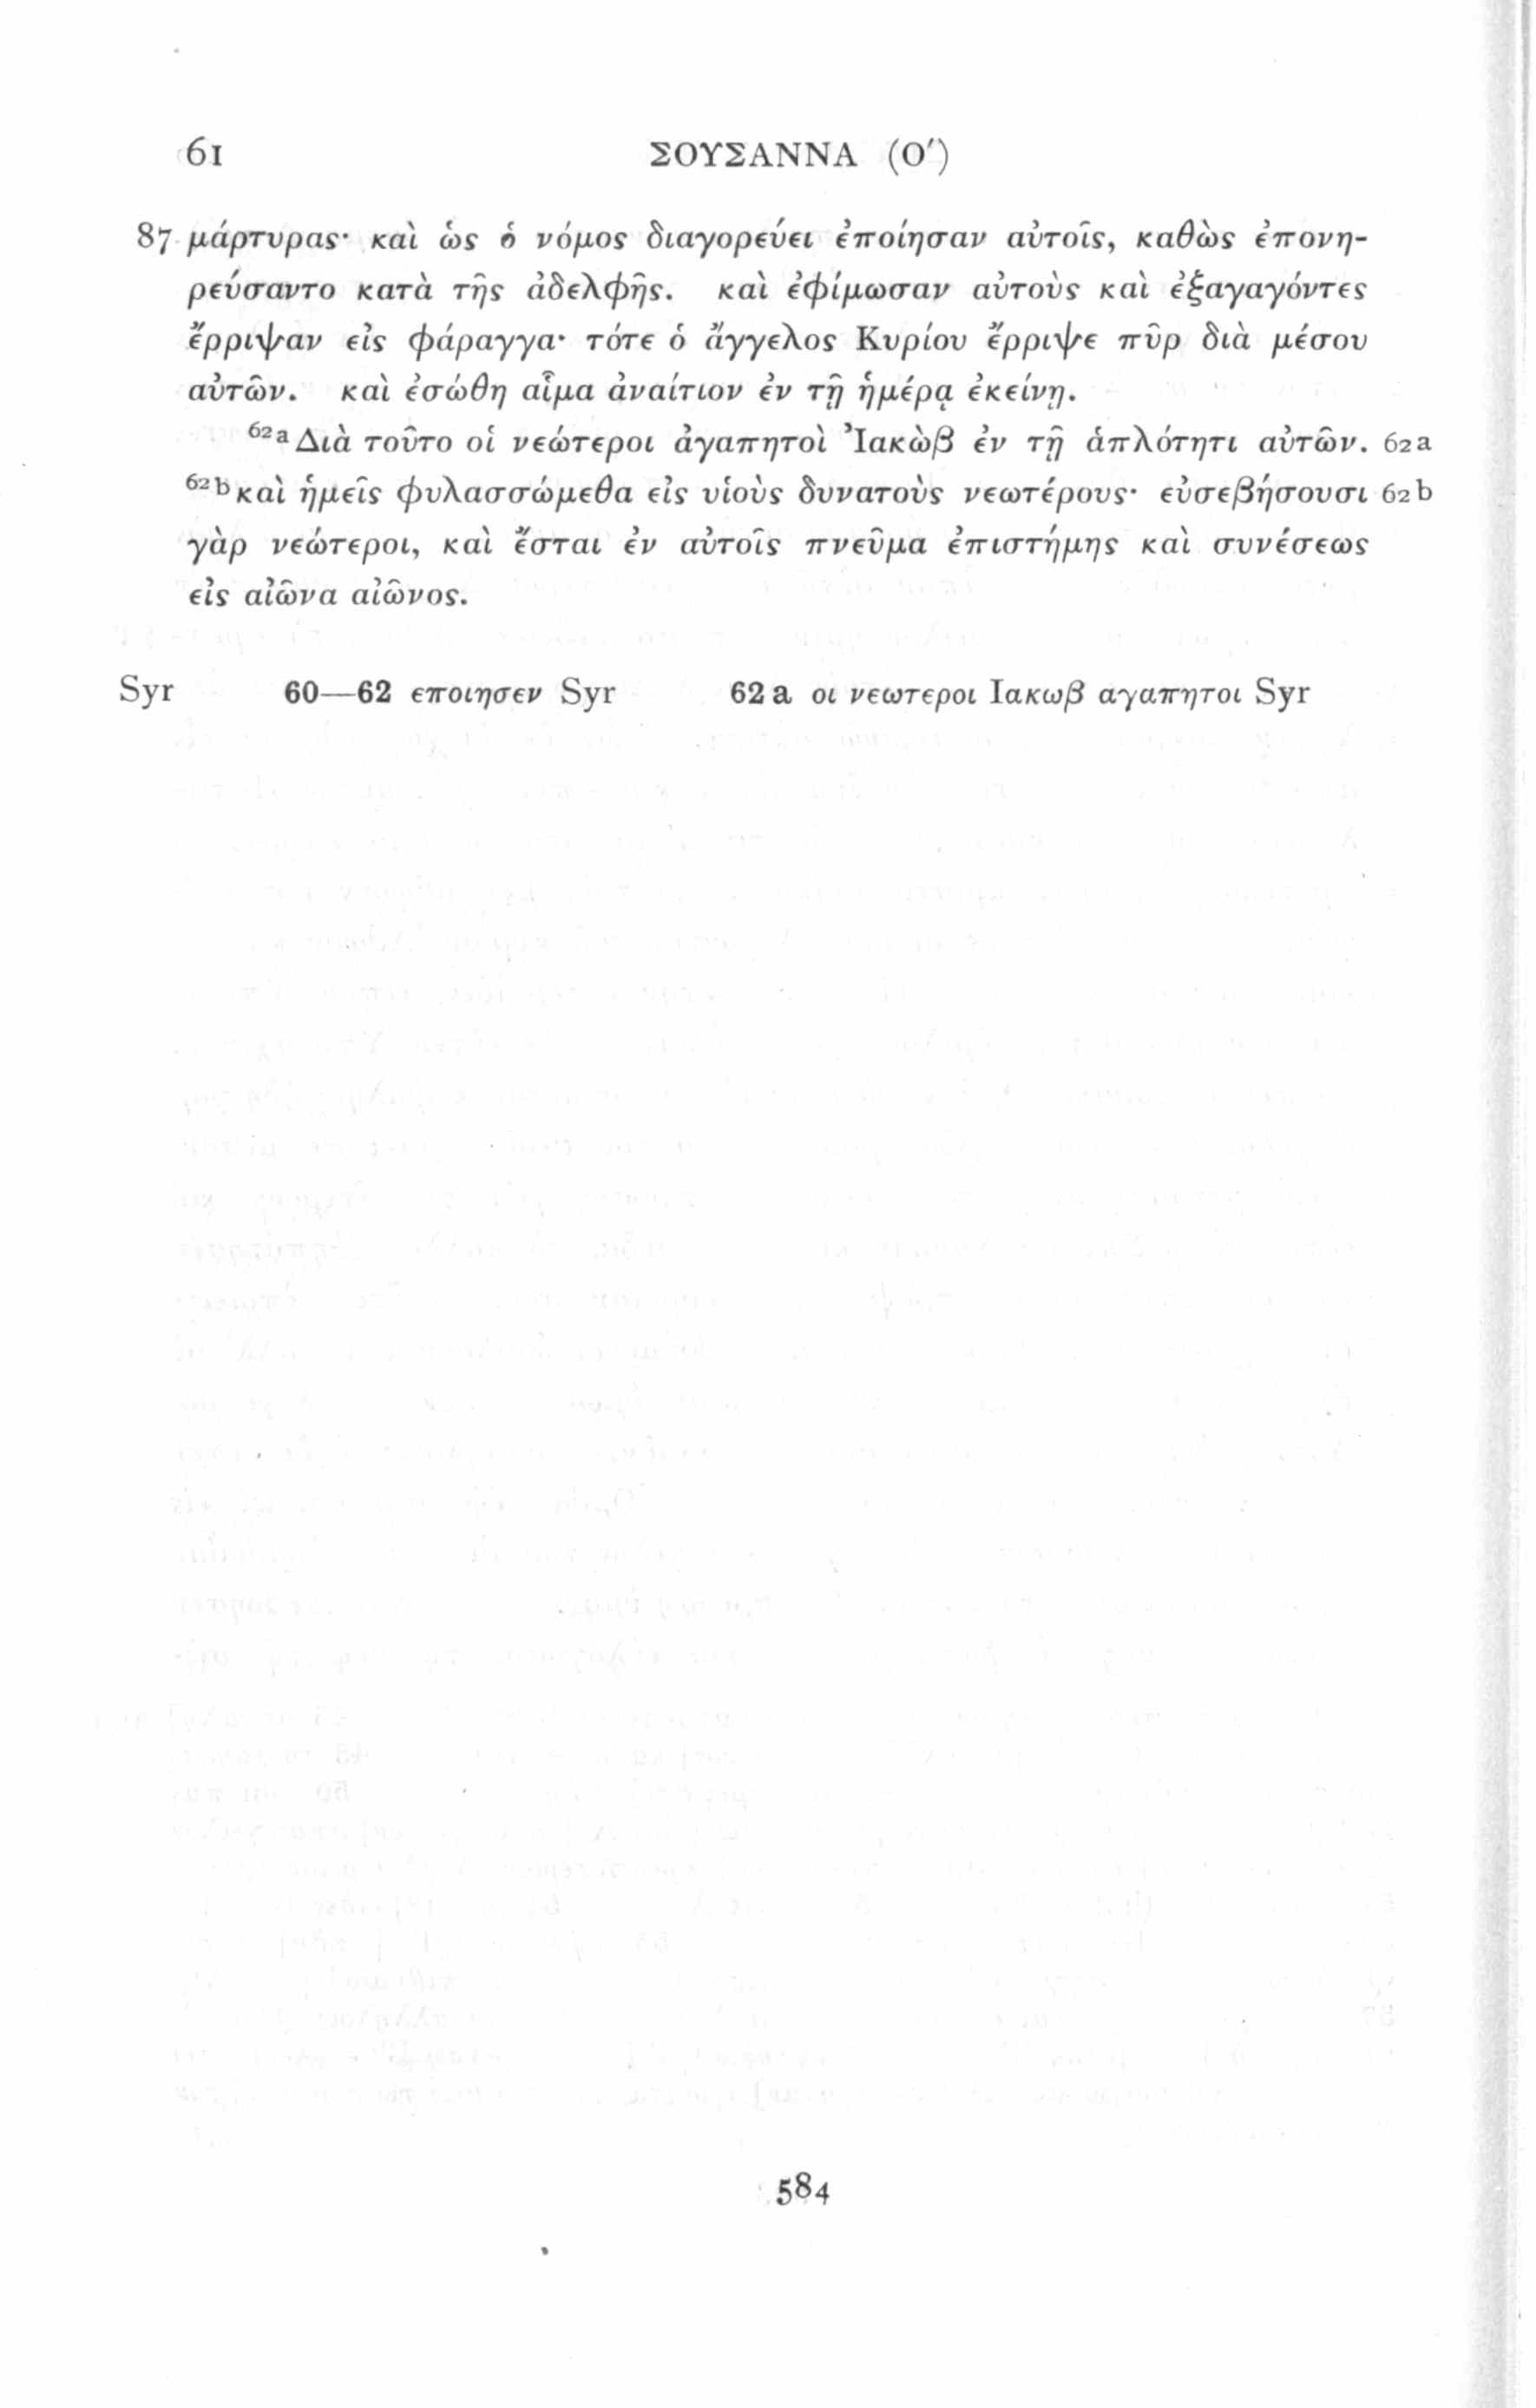 61 ΣΟΥΣΑΝΝΑ (Ο′)
87 μάρτυρας· καὶ ὡς ὁ νόμος διαγορεύει ἐποίησαν αὐτοῖς, καθὼς ἐπονη-
ρεύσαντο κατὰ τῆς ἀδελφῆς. καὶ ἐφίμωσαν αὐτοὺς καὶ ἐξαγαγόντες
ἔρριψαν εἰς φάραγγα· τότε ὁ ἄγγελος Κυρίου ἔρριψε πῦρ διὰ μέσου
αὐτῶν. καὶ ἐσώθη αἷμα ἀναίτιον ἐν τῇ ἡμέρᾳ ἐκείνῃ.
62a Διὰ τοῦτο οἱ νεώτεροι ἀγαπητοὶ Ἰακὼβ ἐν τῇ ἁπλότητι αὐτῶν. 62a
62b καὶ ἡμεῖς φυλασσώμεθα εἰς υἱοὺς δυνατοὺς νεωτέρους· εὐσεβήσουσι 62b
γὰρ νεώτεροι, καὶ ἔσται ἐν αὐτοῖς πνεῦμα ἐπιστήμης καὶ συνέσεως
εἰς αἰῶνα αἰῶνος.
Syr 60—62 εποιησεν Syr 62a οι νεωτεροι Ιακωβ αγαπητοι Syr
584